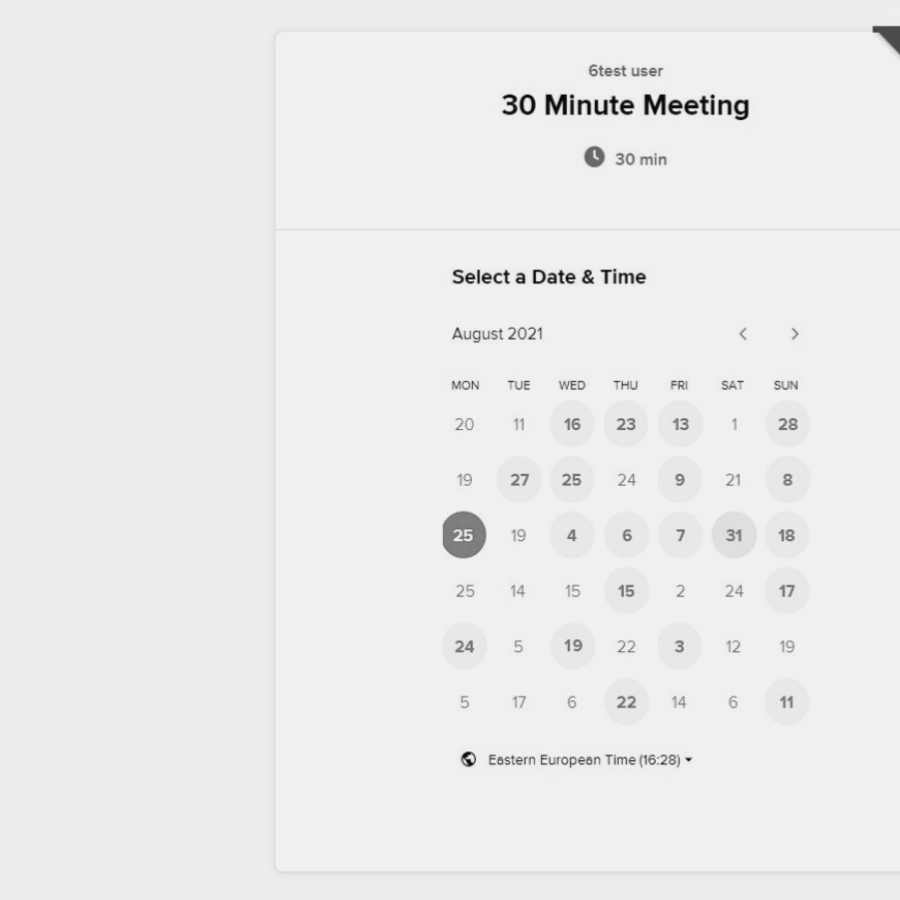 6test user
30 Minute Meeting
30 min
Select a Date & Time
August 2021
MON TUE WED THU FRI SAT SUN
20 11 16 23 13 1 28
19 27 25 24 9 21 8
25 19 4 6 7 31 18
25 14 15 15 2 24 17
24 5 19 22 3 12 19
5 17 6 22 14 6 11
Eastern European Time (16:28)